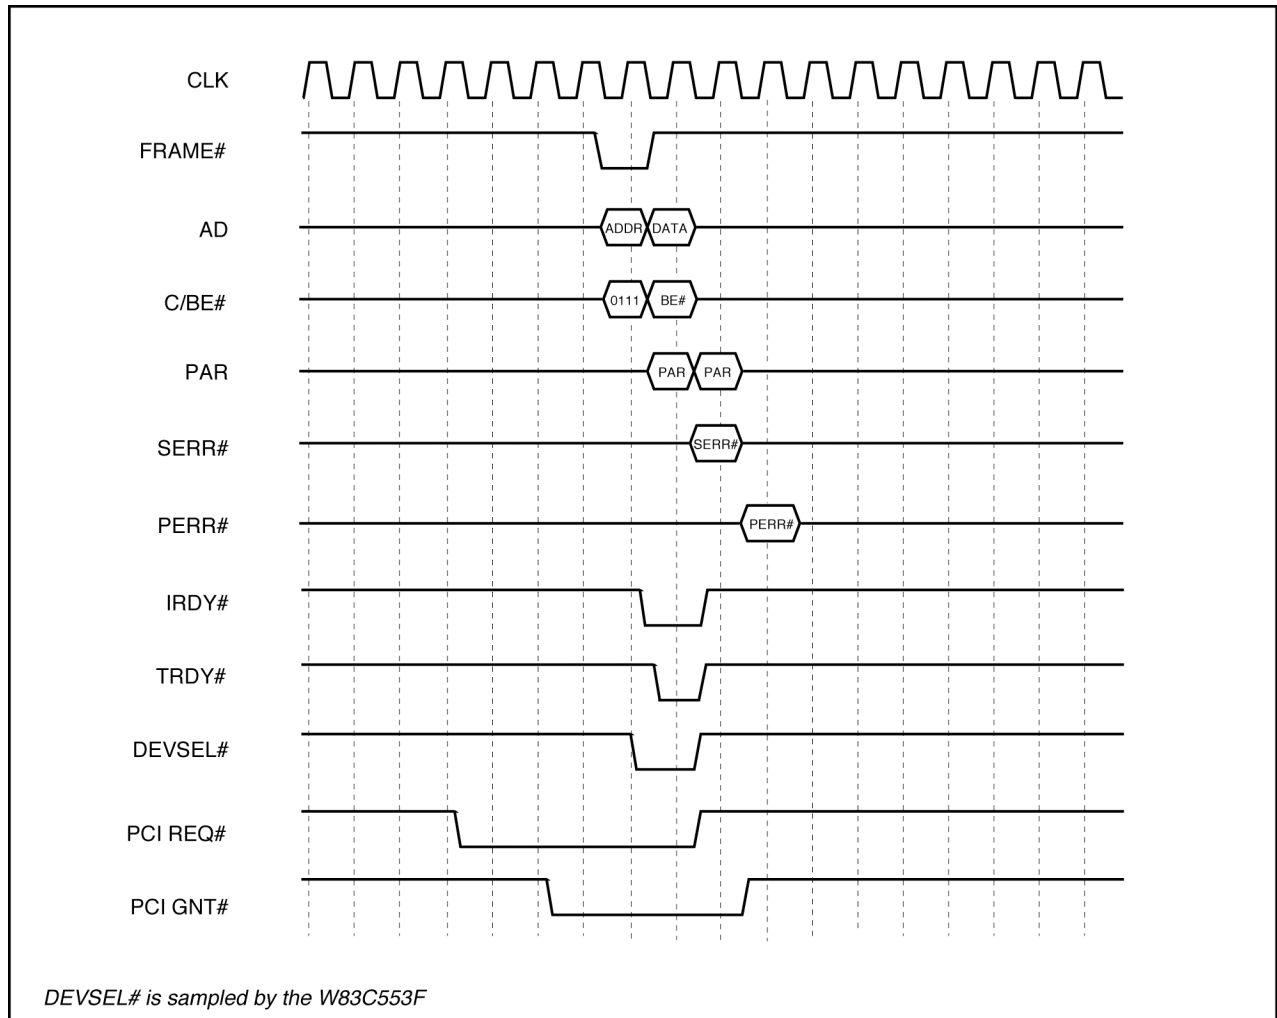 CLK
FRAME#
AD
ADDR DATA
C/BE#
0111 BE#
PAR
PAR PAR
SERR#
SERR#
PERR#
PERR#
IRDY#
TRDY#
DEVSEL#
PCI REQ#
PCI GNT#
DEVSEL# is sampled by the W83C553F